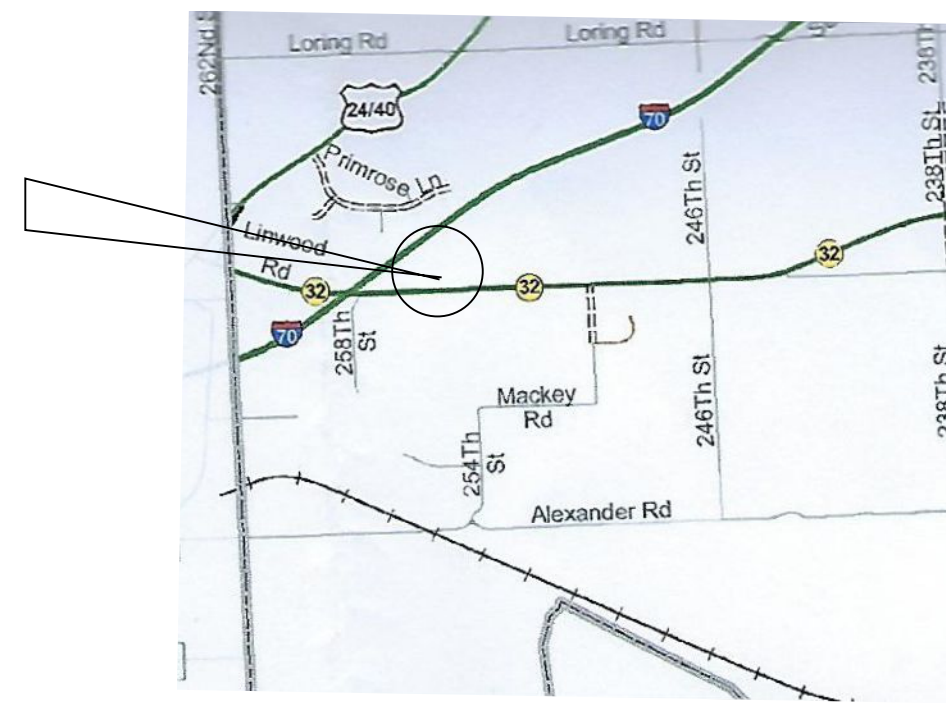 262Nd S
Loring Rd
Loring Rd
238Th
24/40
70
Primrose Ln
238Th St
246Th St
Linwood
Rd
32
32
32
70
258Th
St
Mackey
Rd
246Th St
238Th St
254Th
St
Alexander Rd